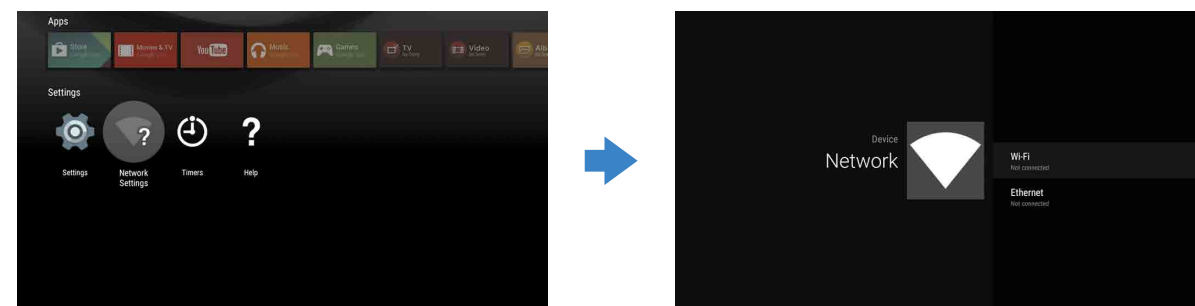 Apps
Store
Movies & TV
YouTube
Music
Games
TV
Video
Alb
Settings
Settings
Network
Settings
Timers
Help
Device
Network
Wi-Fi
Not connected
Ethernet
Not connected